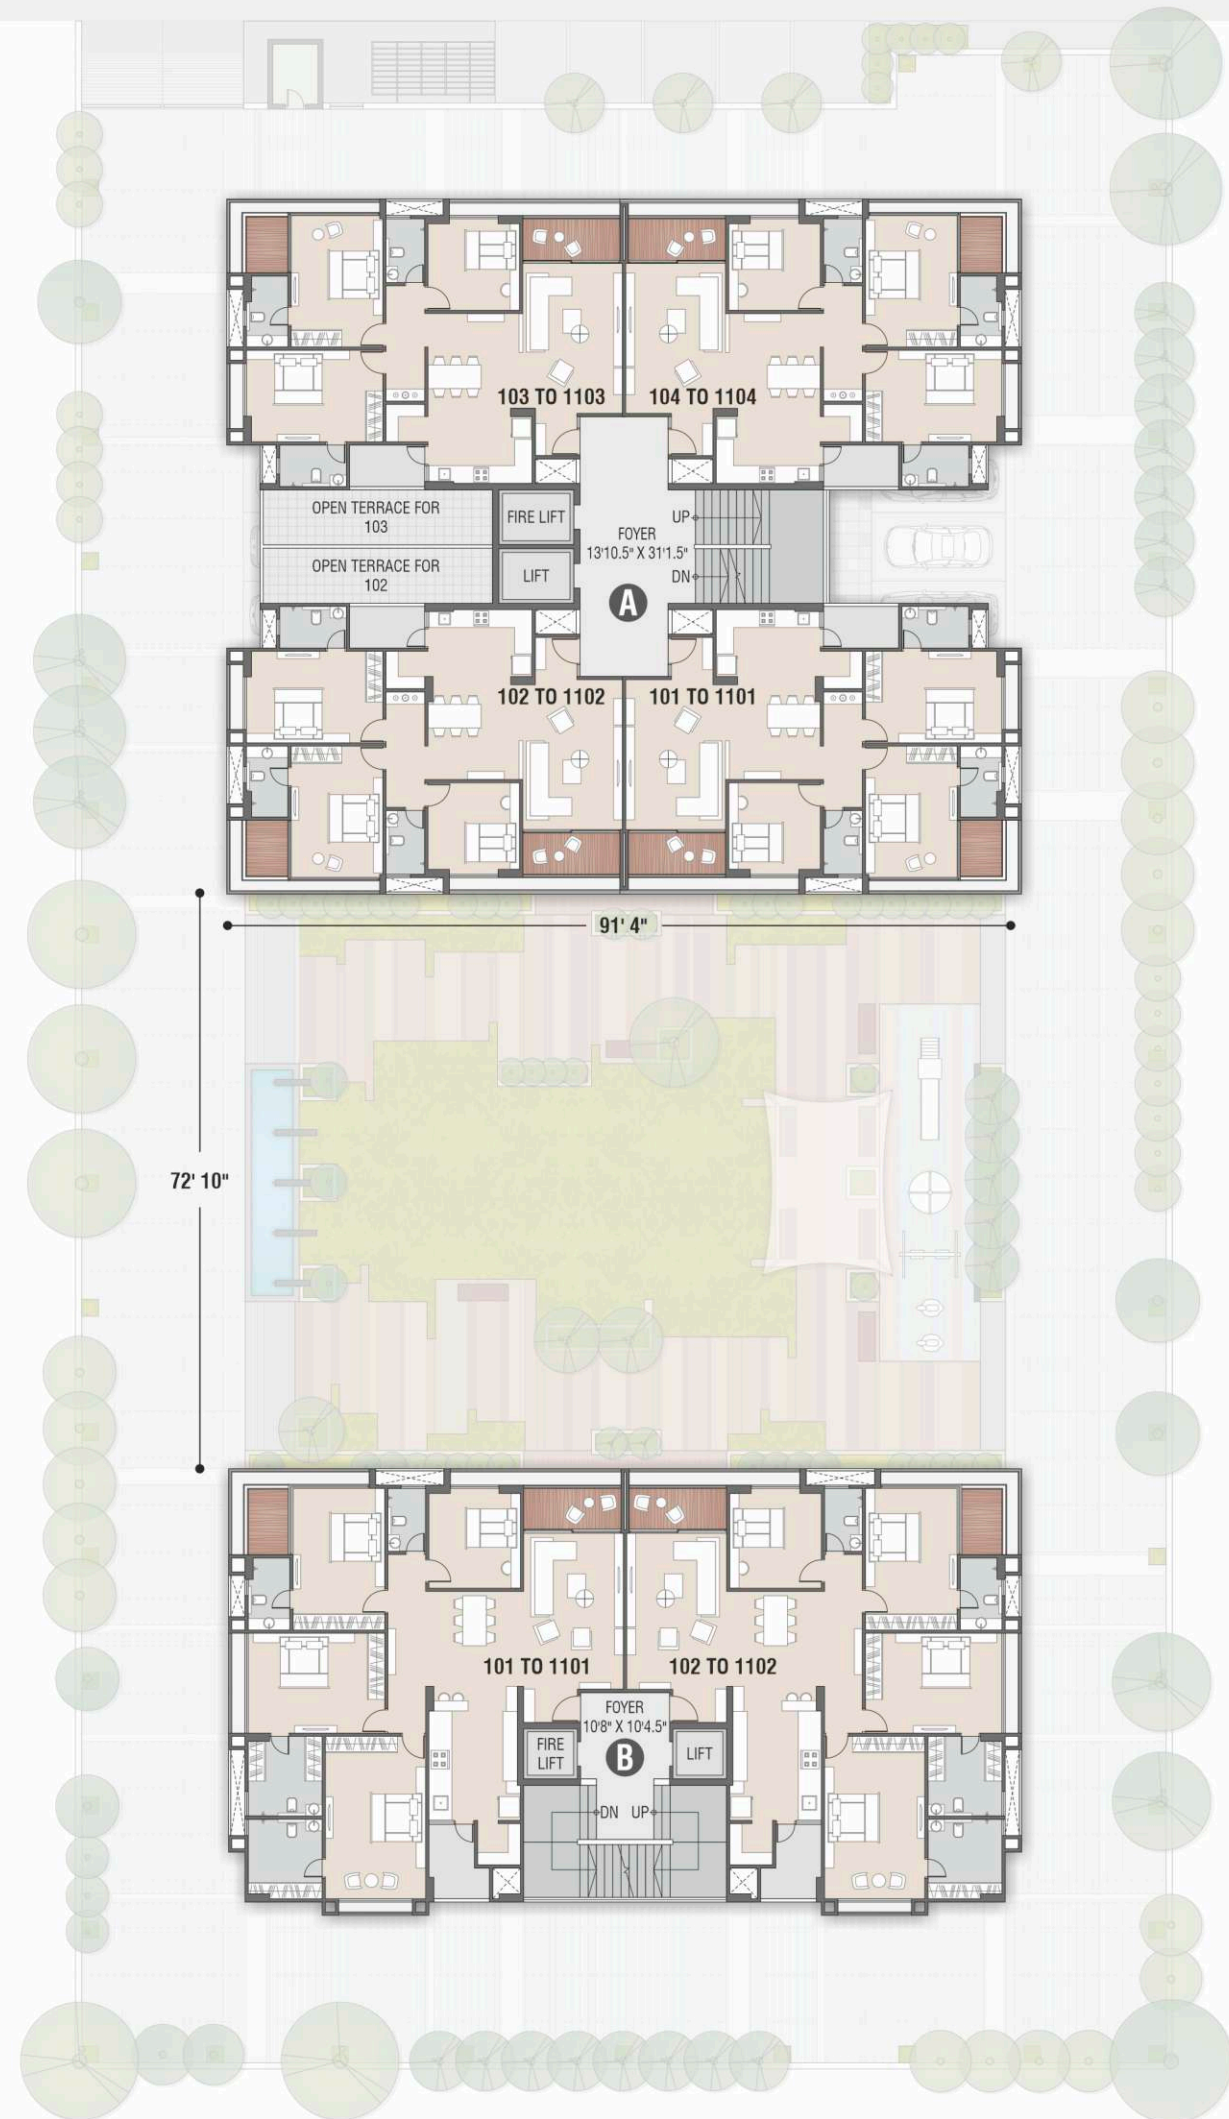 103 TO 1103
104 TO 1104
OPEN TERRACE FOR
103
FIRE LIFT
UP
FOYER
13'10.5" X 31'1.5"
OPEN TERRACE FOR
102
LIFT
DN
A
102 TO 1102
101 TO 1101
91' 4"
72' 10"
101 TO 1101
102 TO 1102
FOYER
10'8" X 10'4.5"
FIRE
LIFT
B
LIFT
DN
UP